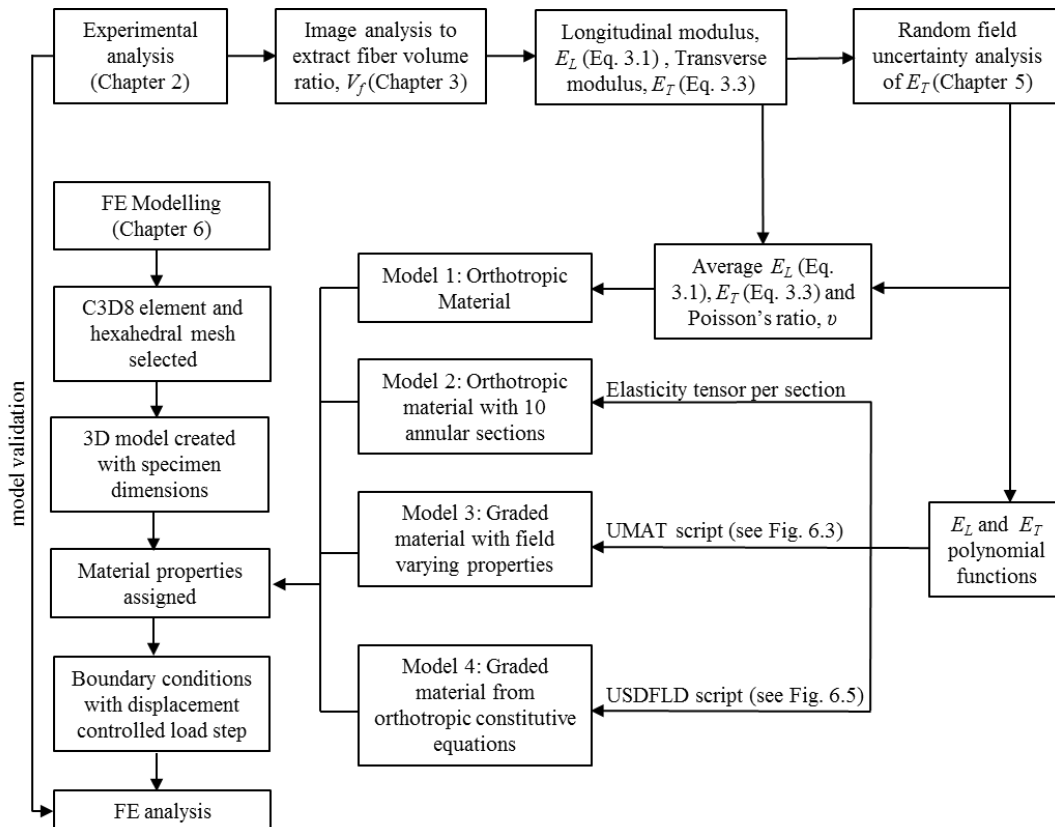 Experimental
analysis
(Chapter 2)
Image analysis to
extract fiber volume
ratio, Vf (Chapter 3)
Longitudinal modulus,
EL (Eq. 3.1) , Transverse
modulus, ET (Eq. 3.3)
Random field
uncertainty analysis
of ET (Chapter 5)
FE Modelling
(Chapter 6)
C3D8 element and
hexahedral mesh
selected
3D model created
with specimen
dimensions
Material properties
assigned
Boundary conditions
with displacement
controlled load step
FE analysis
model validation
Model 1: Orthotropic
Material
Average EL (Eq.
3.1), ET (Eq. 3.3) and
Poisson's ratio, υ
Model 2: Orthotropic
material with 10
annular sections
Elasticity tensor per section
Model 3: Graded
material with field
varying properties
UMAT script (see Fig. 6.3)
EL and ET
polynomial
functions
Model 4: Graded
material from
orthotropic constitutive
equations
USDFLD script (see Fig. 6.5)